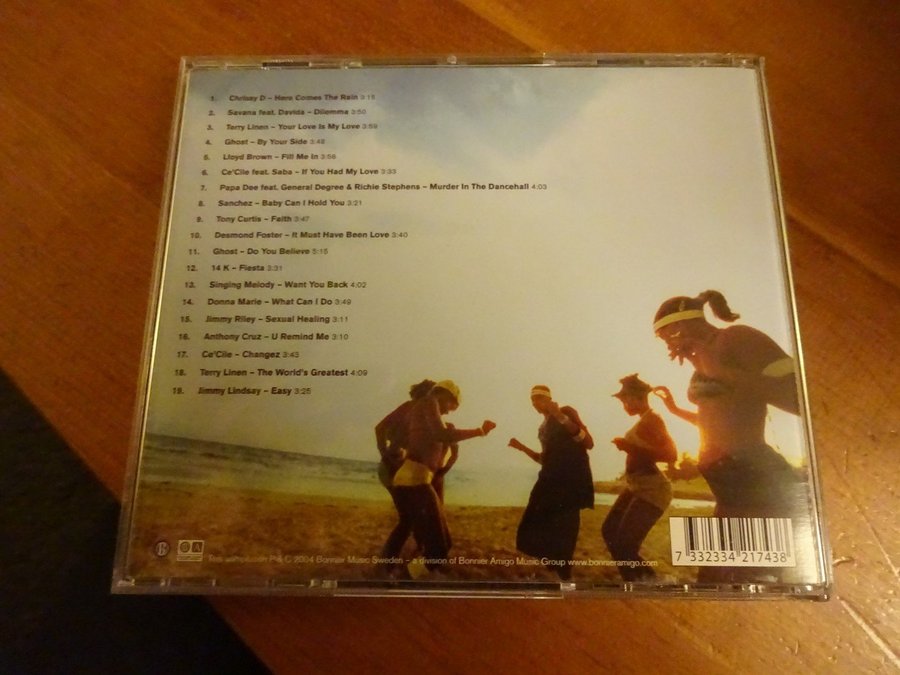 1. Chrissy D – Here Comes The Rain 3:15
2. Savana feat. Davida – Dilemma 3:50
3. Terry Linen – Your Love Is My Love 3:59
4. Ghost – By Your Side 3:48
5. Lloyd Brown – Fill Me In 3:56
6. Ce'Cile feat. Saba – If You Had My Love 3:33
7. Papa Dee feat. General Degree & Richie Stephens – Murder In The Dancehall 4:03
8. Sanchez – Baby Can I Hold You 3:21
9. Tony Curtis – Faith 3:47
10. Desmond Foster – It Must Have Been Love 3:40
11. Ghost – Do You Believe 5:15
12. 14 K – Fiesta 3:31
13. Singing Melody – Want You Back 4:02
14. Donna Marie – What Can I Do 3:49
15. Jimmy Riley – Sexual Healing 3:11
16. Anthony Cruz – U Remind Me 3:10
17. Ce'Cile – Changez 3:43
18. Terry Linen – The World's Greatest 4:09
19. Jimmy Lindsay – Easy 3:25
© 2004 Bonnier Music Sweden – a division of Bonnier Amigo Music Group www.bonnieramigo.com
7 332334 217438